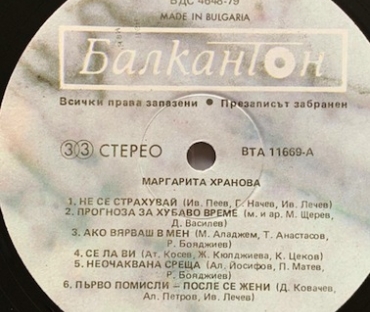 БДС 4648-79
MADE IN BULGARIA
Балкантон
Всички права запазени ● Презаписът забранен
33 СТЕРЕО
ВТА 11669-А
МАРГАРИТА ХРАНОВА
1. НЕ СЕ СТРАХУВАЙ (Ив. Пеев, Г. Начев, Ив. Лечев)
2. ПРОГНОЗА ЗА ХУБАВО ВРЕМЕ (м. и ар. М. Щерев,
Д. Василев)
3. АКО ВЯРВАШ В МЕН (М. Аладжем, Т. Анастасов,
Р. Бояджиев)
4. СЕ ЛА ВИ (Ат. Косев, Ж. Кюлджиева, К. Цеков)
5. НЕОЧАКВАНА СРЕЩА (Ал. Йосифов, П. Матев,
Р. Бояджиев)
6. ПЪРВО ПОМИСЛИ – ПОСЛЕ СЕ ЖЕНИ (Д. Ковачев,
Ал. Петров, Ив. Лечев)